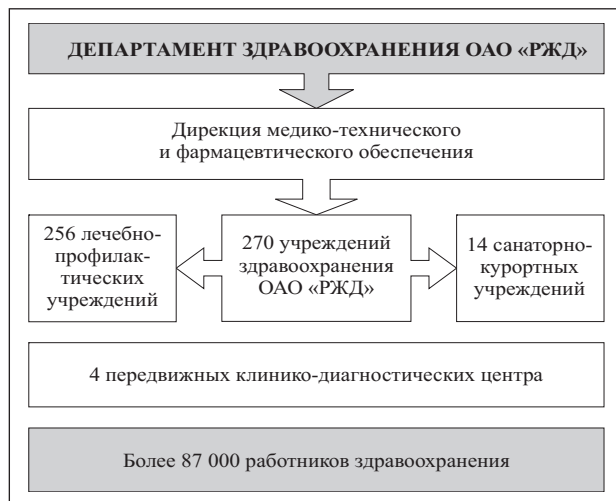 ДЕПАРТАМЕНТ ЗДРАВООХРАНЕНИЯ ОАО «РЖД»
Дирекция медико-технического
и фармацевтического обеспечения
256 лечебно-
профилак-
тических
учреждений
270 учреждений
здравоохранения
ОАО «РЖД»
14 санаторно-
курортных
учреждений
4 передвижных клинико-диагностических центра
Более 87 000 работников здравоохранения